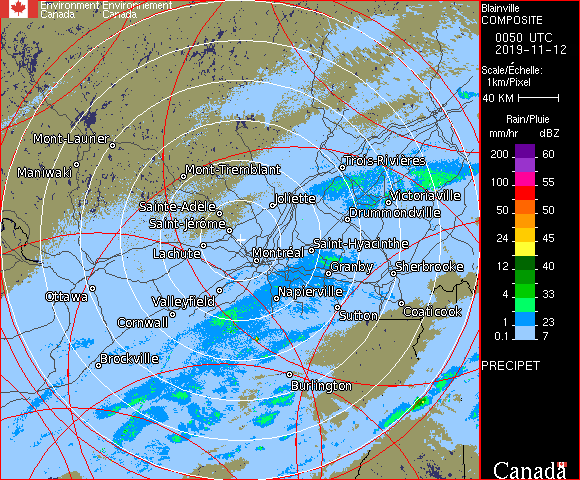 Environment Environnement
Canada Canada
Blainville
COMPOSITE
0050 UTC
2019-11-12
Scale/Échelle:
1km/Pixel
40 KM
Rain/Pluie
mm/hr dBZ
200 60
100 55
50 50
24 45
12 40
4 33
1 23
0.1 7
PRECIPET
Canada
Mont-Laurier
Maniwaki
Mont-Tremblant
Trois-Rivières
Sainte-Adele
Joliette
Victoriaville
Saint-Jérôme
Drummondville
Lachute
Montréal
Saint-Hyacinthe
Granby
Sherbrooke
Ottawa
Valleyfield
Napierville
Cornwall
Sutton
Coaticook
Brockville
Burlington